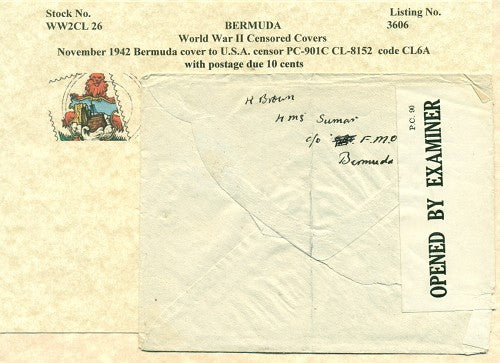 Stock No.
WW2CL 26
BERMUDA
Listing No.
3606
World War II Censored Covers
November 1942 Bermuda cover to U.S.A. censor PC-901C CL-8152 code CL6A
with postage due 10 cents
H Brown
HMS Sumar
c/o F.M.O
Bermuda
P.C. 90
OPENED BY EXAMINER